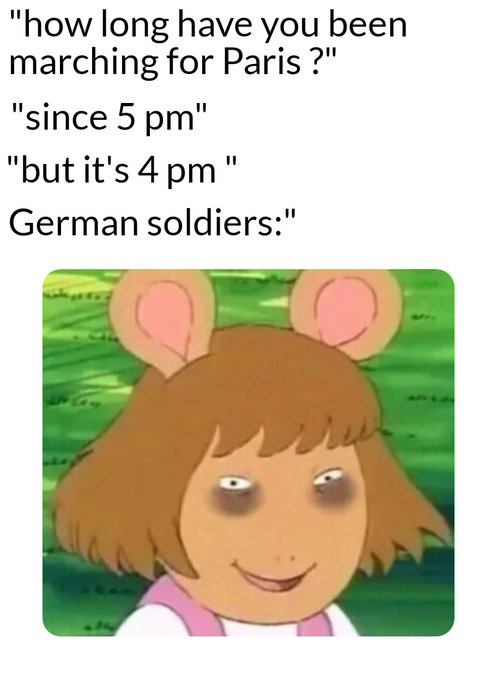 "how long have you been
marching for Paris ?"
"since 5 pm"
"but it's 4 pm "
German soldiers:"